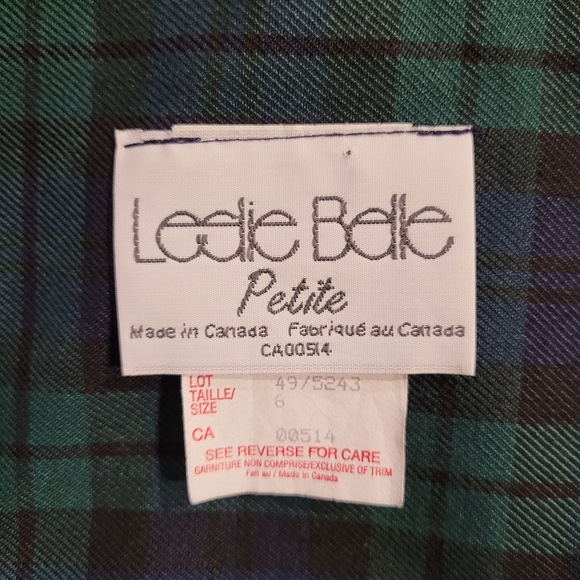 Leslie Belle
Petite
Made in Canada Fabriqué au Canada
CA00514
LOT 49/5243
TAILLE/
SIZE 6
CA 00514
SEE REVERSE FOR CARE
GARNITURE NON COMPRISE/EXCLUSIVE OF TRIM
Fait au / Made in Canada